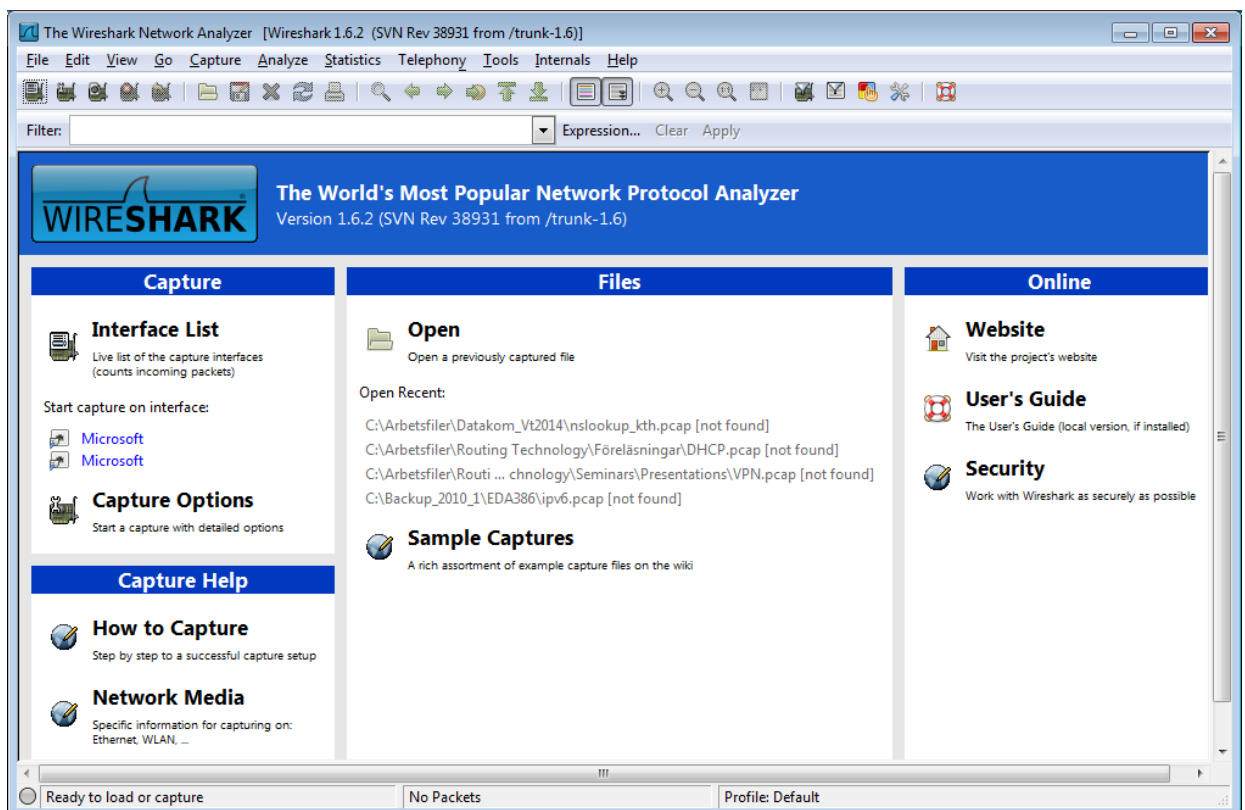 The Wireshark Network Analyzer [Wireshark 1.6.2 (SVN Rev 38931 from /trunk-1.6)]
File Edit View Go Capture Analyze Statistics Telephony Tools Internals Help
Filter: Expression... Clear Apply
WIRESHARK
The World's Most Popular Network Protocol Analyzer
Version 1.6.2 (SVN Rev 38931 from /trunk-1.6)
Capture
Interface List
Live list of the capture interfaces
(counts incoming packets)
Start capture on interface:
Microsoft
Microsoft
Capture Options
Start a capture with detailed options
Capture Help
How to Capture
Step by step to a successful capture setup
Network Media
Specific information for capturing on:
Ethernet, WLAN, ...
Files
Open
Open a previously captured file
Open Recent:
C:\Arbetsfiler\Datakom_Vt2014\nslookup_kth.pcap [not found]
C:\Arbetsfiler\Routing Technology\Föreläsningar\DHCP.pcap [not found]
C:\Arbetsfiler\Routi ... chnology\Seminars\Presentations\VPN.pcap [not found]
C:\Backup_2010_1\EDA386\ipv6.pcap [not found]
Sample Captures
A rich assortment of example capture files on the wiki
Online
Website
Visit the project's website
User's Guide
The User's Guide (local version, if installed)
Security
Work with Wireshark as securely as possible
Ready to load or capture
No Packets
Profile: Default